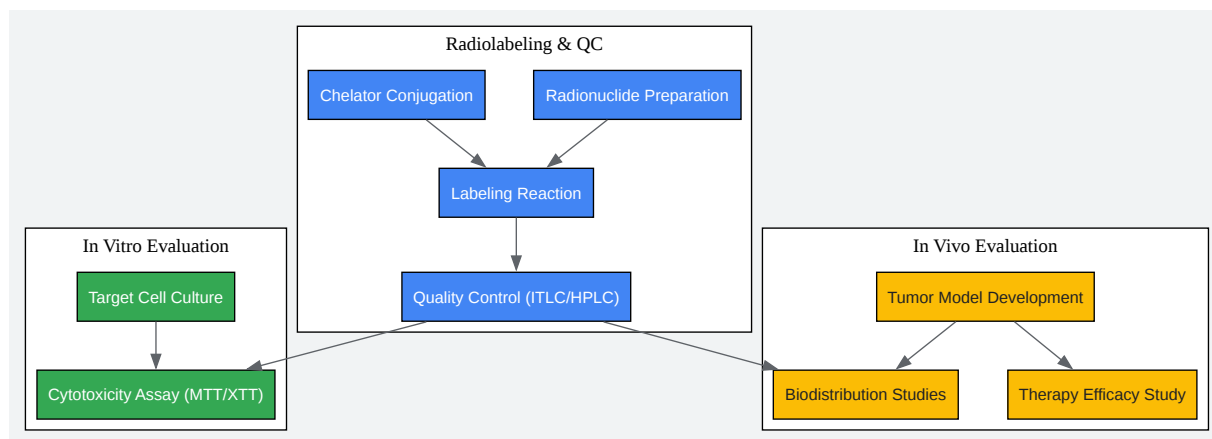 Radiolabeling & QC
Chelator Conjugation
Radionuclide Preparation
Labeling Reaction
Quality Control (ITLC/HPLC)
In Vitro Evaluation
Target Cell Culture
Cytotoxicity Assay (MTT/XTT)
In Vivo Evaluation
Tumor Model Development
Biodistribution Studies
Therapy Efficacy Study